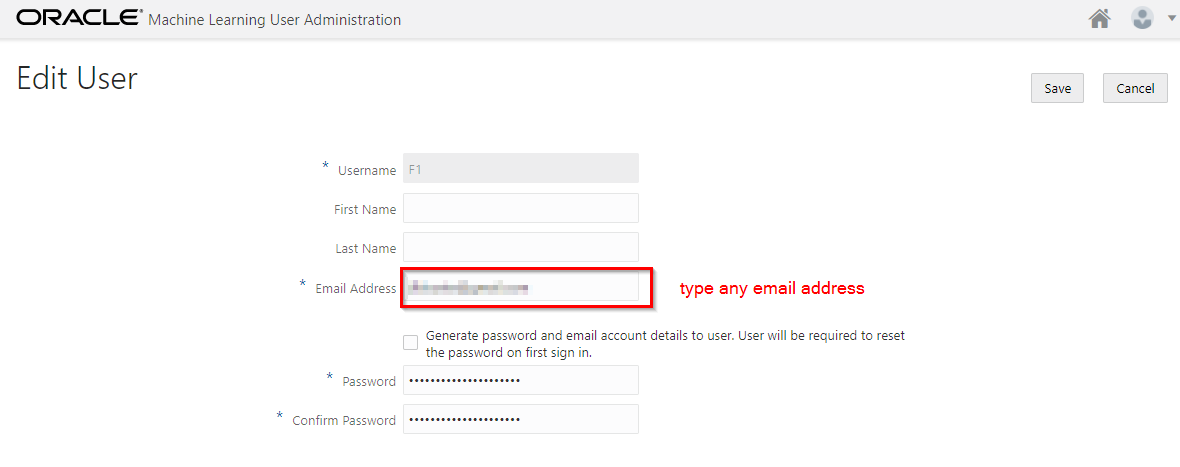 ORACLE® Machine Learning User Administration
Edit User
Save Cancel
* Username F1
First Name
Last Name
* Email Address
type any email address
Generate password and email account details to user. User will be required to reset
the password on first sign in.
* Password •••••••••••••••••••••
* Confirm Password •••••••••••••••••••••